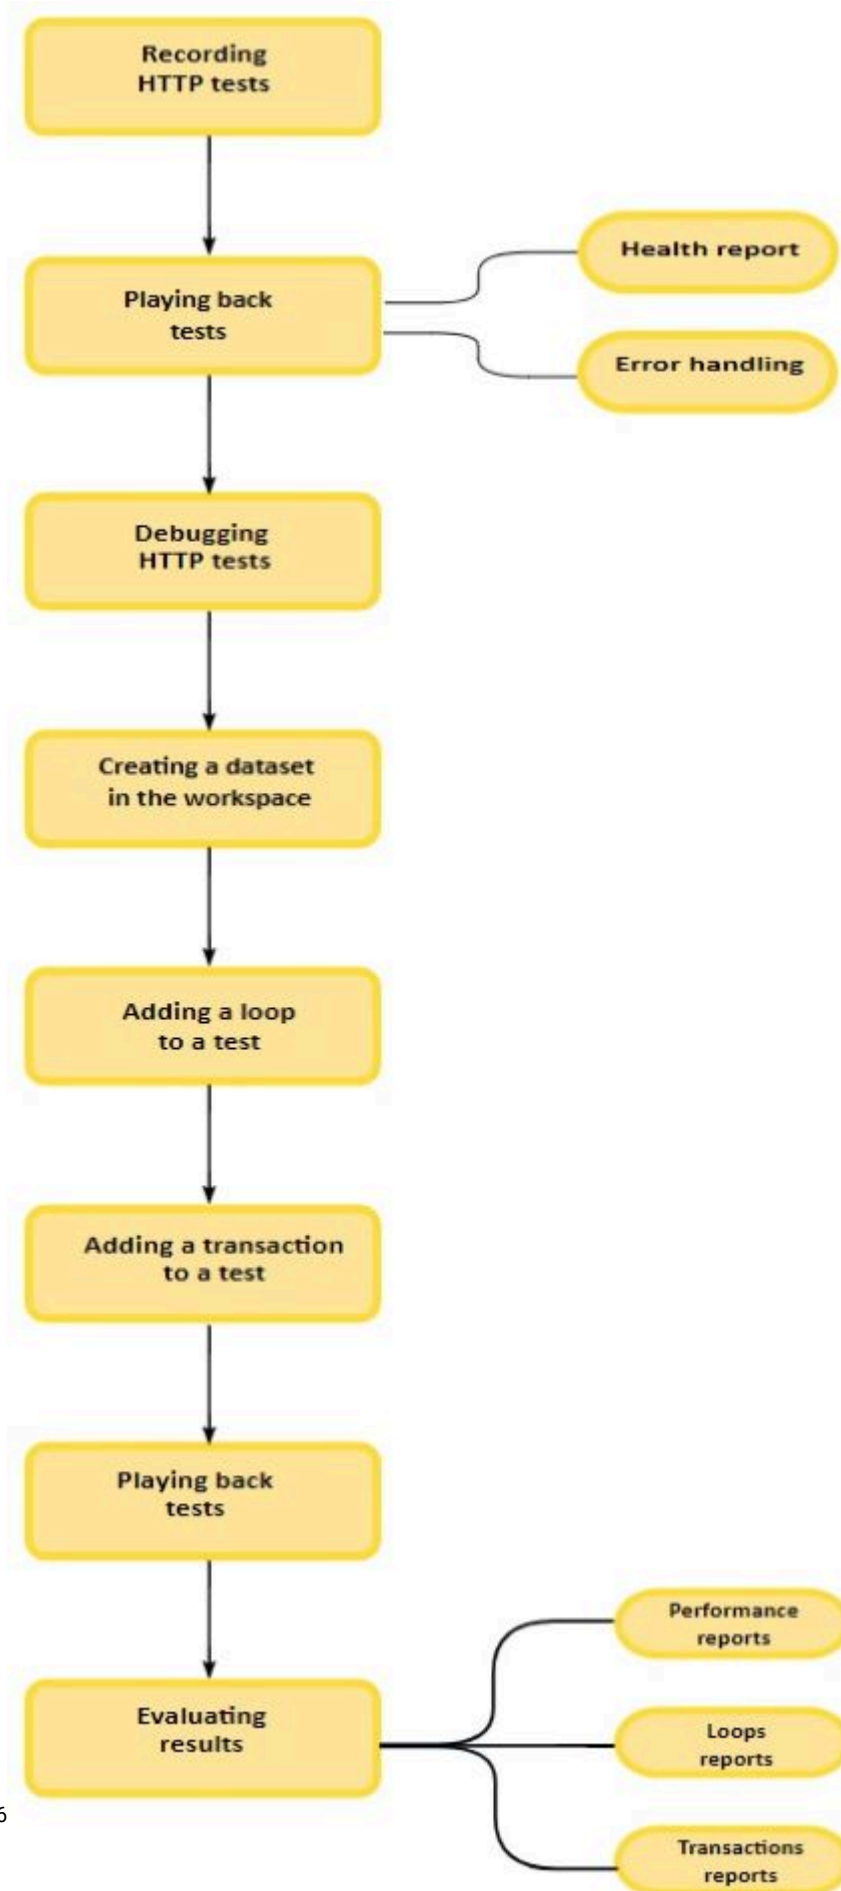 Recording
HTTP tests
Playing back
tests
Health report
Error handling
Debugging
HTTP tests
Creating a dataset
in the workspace
Adding a loop
to a test
Adding a transaction
to a test
Playing back
tests
Evaluating
results
Performance
reports
Loops
reports
Transactions
reports
6